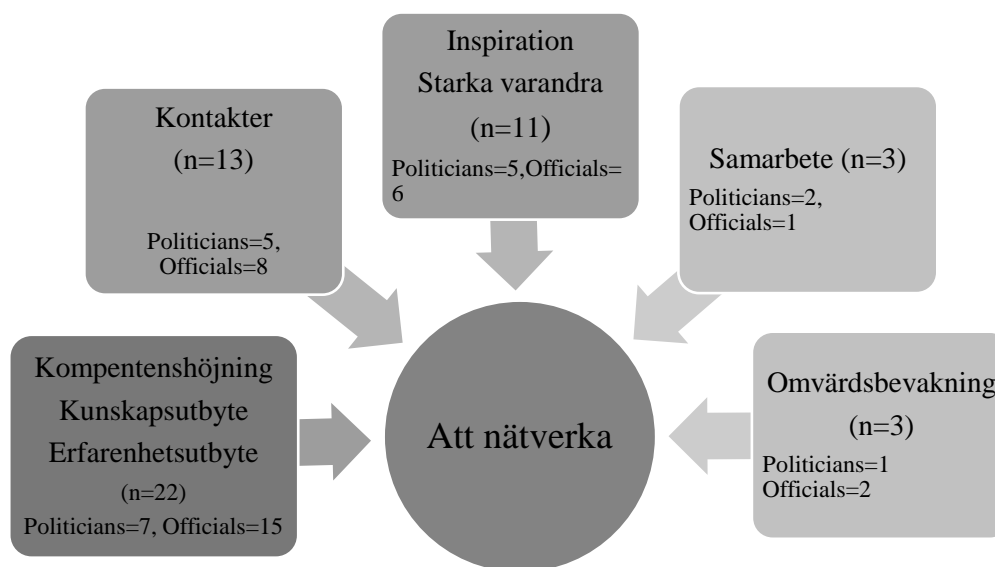 Inspiration
Starka varandra
(n=11)
Politicians=5,Officials=
6
Kontakter
(n=13)
Politicians=5,
Officials=8
Samarbete (n=3)
Politicians=2,
Officials=1
Kompentenshöjning
Kunskapsutbyte
Erfarenhetsutbyte
(n=22)
Politicians=7, Officials=15
Att nätverka
Omvärdsbevakning
(n=3)
Politicians=1
Officials=2